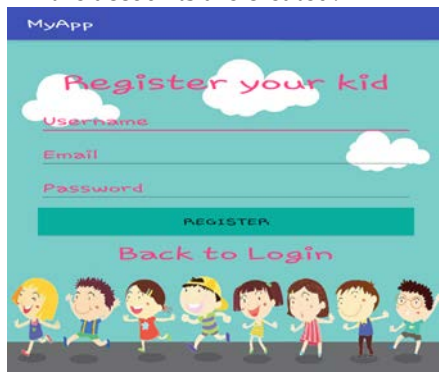 MyApp
Register your kid
Username
Email
Password
REGISTER
Back to Login